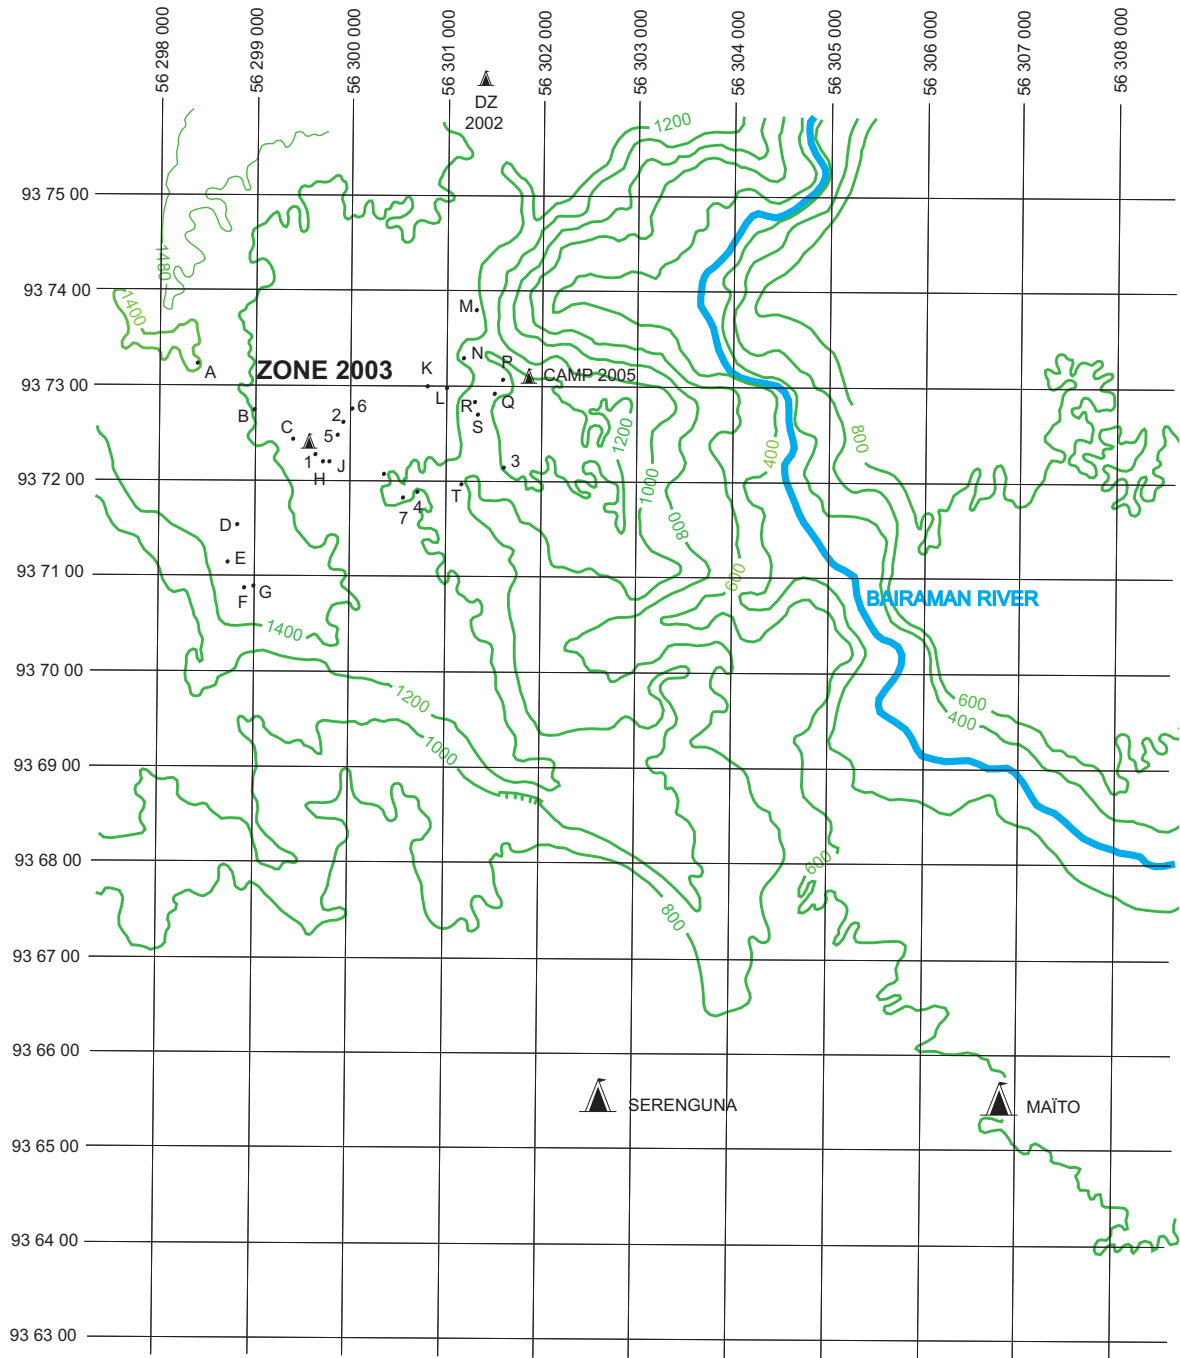 56 298 000
56 299 000
56 300 000
56 301 000
56 302 000
56 303 000
56 304 000
56 305 000
56 306 000
56 307 000
56 308 000
DZ
2002
1200
93 75 00
1480
93 74 00
1400
M
N
P
A
ZONE 2003
K
CAMP 2005
93 73 00
L
B
2
6
R
Q
C
5
S
1200
800
400
1
J
3
H
93 72 00
T
1000
7
4
D
800
E
93 71 00
600
F
G
BAIRAMAN RIVER
1400
93 70 00
1200
600
400
1000
93 69 00
93 68 00
600
800
93 67 00
93 66 00
SERENGUNA
MAÏTO
93 65 00
93 64 00
93 63 00